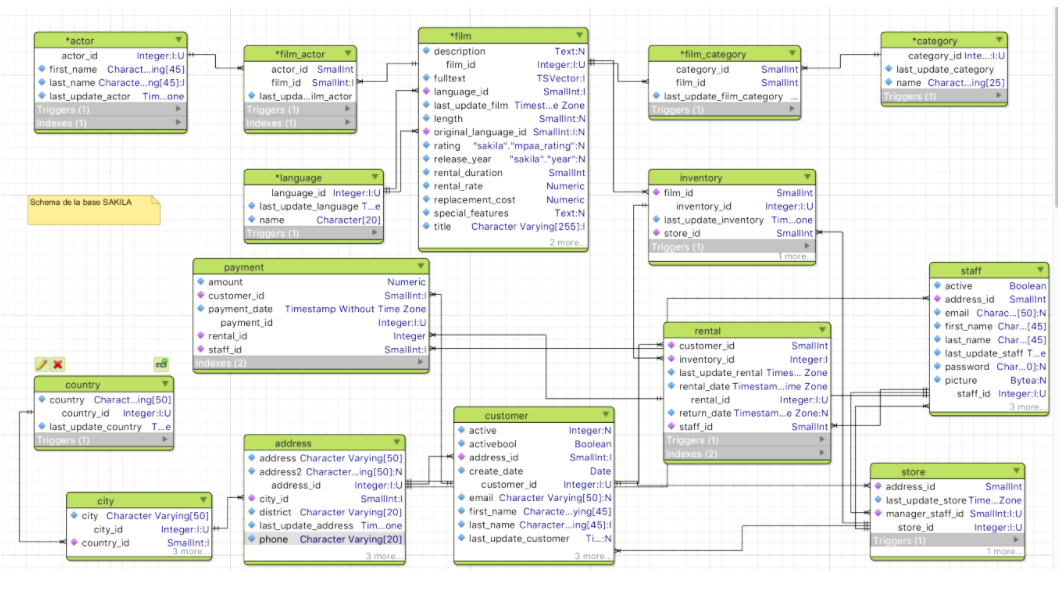 *actor
actor_id Integer:I:U
first_name Charact...ing[45]
last_name Characte...ng[45]:I
last_update_actor Tim...one
Triggers (1)
Indexes (1)
*film_actor
actor_id SmallInt
film_id SmallInt:I
last_upda...ilm_actor
Triggers (1)
Indexes (1)
*film
description Text:N
film_id Integer:I:U
fulltext TSVector:I
language_id SmallInt:I
last_update_film Timest...e Zone
length SmallInt:N
original_language_id SmallInt:I:N
rating "sakila"."mpaa_rating":N
release_year "sakila"."year":N
rental_duration SmallInt
rental_rate Numeric
replacement_cost Numeric
special_features Text:N
title Character Varying[255]:I
2 more...
*film_category
category_id SmallInt
film_id SmallInt
last_update_film_category ...
Triggers (1)
*category
category_id Inte...:I:U
last_update_category
name Charact...ing[25]
Triggers (1)
*language
language_id Integer:I:U
last_update_language T...e
name Character[20]
Triggers (1)
Schema de la base SAKILA
inventory
film_id SmallInt
inventory_id Integer:I:U
last_update_inventory Tim...one
store_id SmallInt
Triggers (1)
1 more...
payment
amount Numeric
customer_id SmallInt:I
payment_date Timestamp Without Time Zone
payment_id Integer:I:U
rental_id Integer
staff_id SmallInt:I
Indexes (2)
staff
active Boolean
address_id SmallInt
email Charac...[50]:N
first_name Char...[45]
last_name Char...[45]
last_update_staff T...e
password Char...0]:N
picture Bytea:N
staff_id Integer:I:U
3 more...
rental
customer_id SmallInt
inventory_id Integer:I
last_update_rental Times... Zone
rental_date Timestam...ime Zone
rental_id Integer:I:U
return_date Timestam...e Zone:N
staff_id SmallInt
Triggers (1)
Indexes (2)
country
country Charact...ing[50]
country_id Integer:I:U
last_update_country T...e
Triggers (1)
customer
active Integer:N
activebool Boolean
address_id SmallInt:I
create_date Date
customer_id Integer:I:U
email Character Varying[50]:N
first_name Characte...ying[45]
last_name Character...ing[45]:I
last_update_customer Ti...:N
3 more...
address
address Character Varying[50]
address2 Character...ing[50]:N
address_id Integer:I:U
city_id SmallInt:I
district Character Varying[20]
last_update_address Tim...one
phone Character Varying[20]
3 more...
store
address_id SmallInt
last_update_store Time...Zone
manager_staff_id SmallInt:I:U
store_id Integer:I:U
Triggers (1)
1 more...
city
city Character Varying[50]
city_id Integer:I:U
country_id SmallInt:I
3 more...